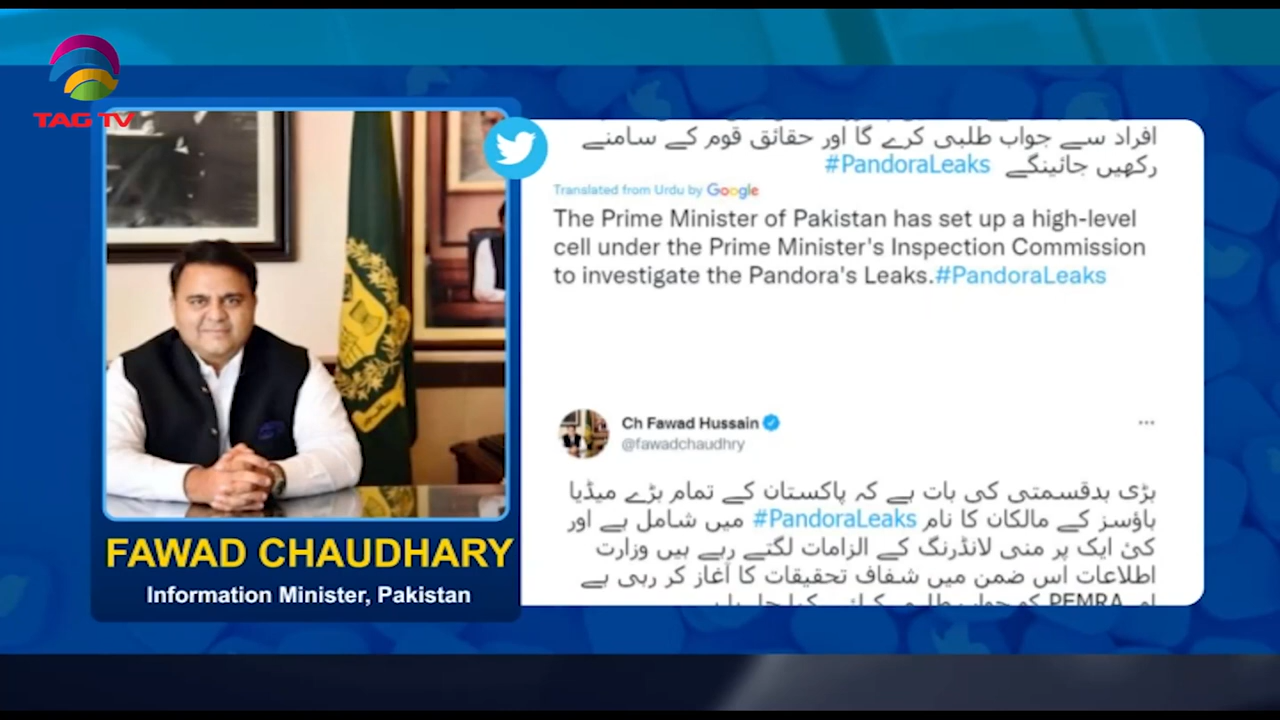 TAG TV
افراد سے جواب طلبی کرے گا اور حقائق قوم کے سامنے
رکھیں جائینگے #PandoraLeaks
Translated from Urdu by Google
The Prime Minister of Pakistan has set up a high-level
cell under the Prime Minister's Inspection Commission
to investigate the Pandora's Leaks.#PandoraLeaks
Ch Fawad Hussain
@fawadchaudhry
بڑی بدقسمتی کی بات ہے کہ پاکستان کے تمام بڑے میڈیا
ہاؤسز کے مالکان کا نام #PandoraLeaks میں شامل ہے اور
کئ ایک پر منی لانڈرنگ کے الزامات لگتے رہے ہیں وزارت
اطلاعات اس ضمن میں شفاف تحقیقات کا آغاز کر رہی ہے
PEMRA
FAWAD CHAUDHARY
Information Minister, Pakistan